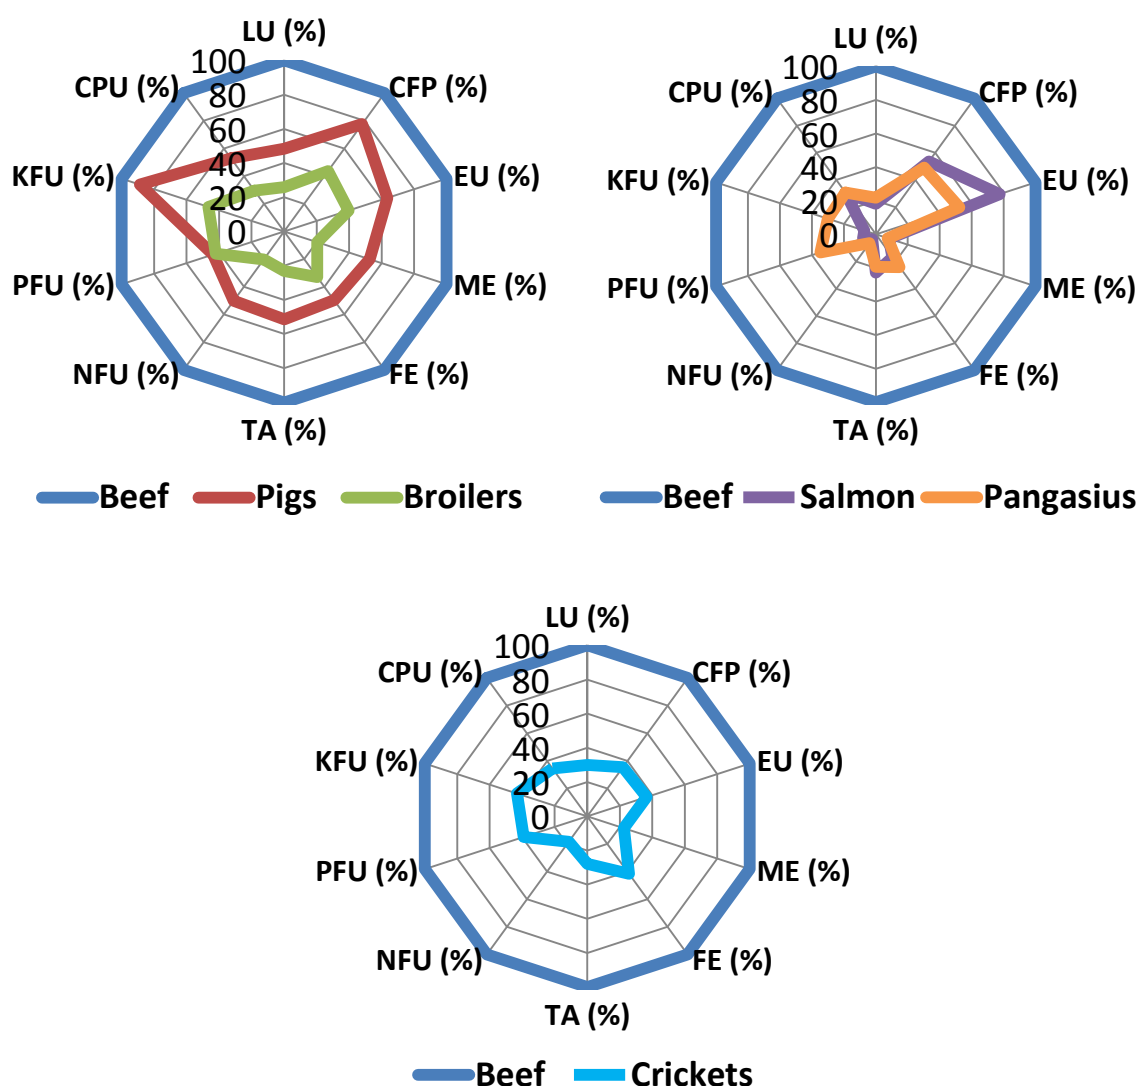 LU (%)
100
CPU (%)
CFP (%)
80
60
KFU (%)
40
EU (%)
20
0
PFU (%)
ME (%)
NFU (%)
FE (%)
TA (%)
Beef Pigs Broilers
LU (%)
100
CPU (%)
CFP (%)
80
60
KFU (%)
40
EU (%)
20
0
PFU (%)
ME (%)
NFU (%)
FE (%)
TA (%)
Beef Salmon Pangasius
LU (%)
100
CPU (%)
CFP (%)
80
60
KFU (%)
40
EU (%)
20
0
PFU (%)
ME (%)
NFU (%)
FE (%)
TA (%)
Beef Crickets